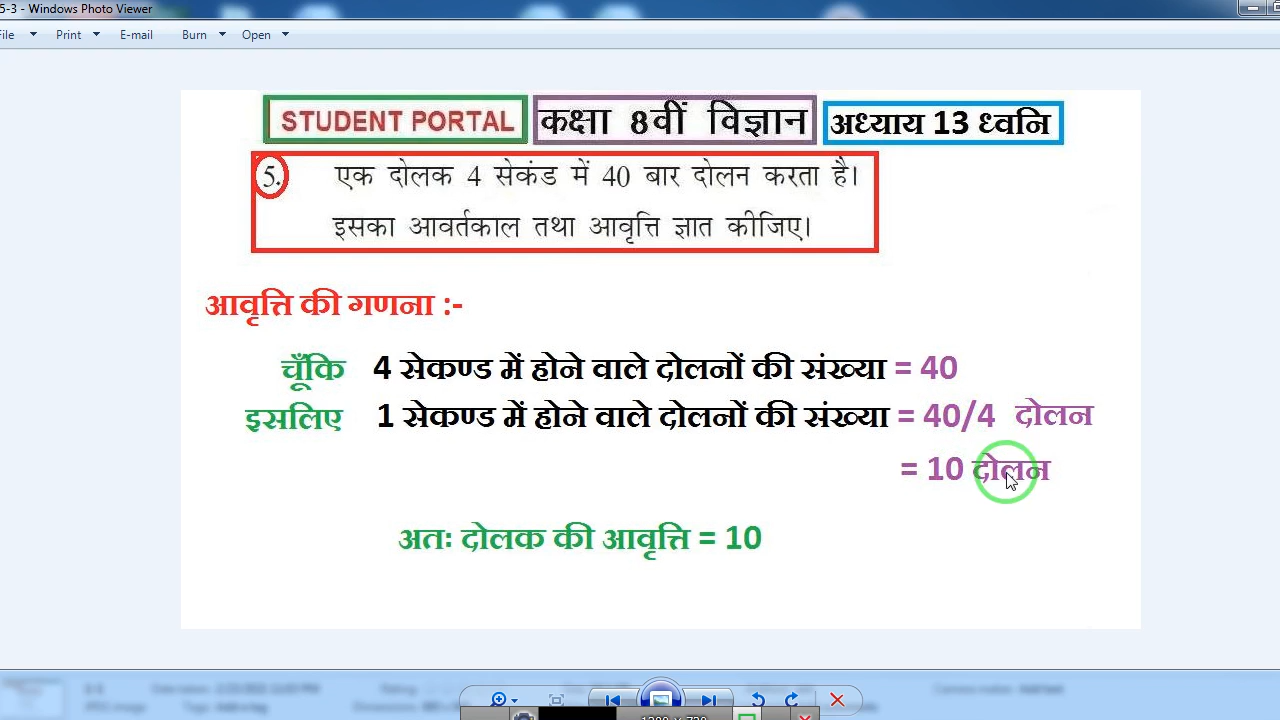 5-3 - Windows Photo Viewer
File Print E-mail Burn Open
STUDENT PORTAL कक्षा 8वीं विज्ञान अध्याय 13 ध्वनि
5. एक दोलक 4 सेकंड में 40 बार दोलन करता है।
इसका आवर्तकाल तथा आवृत्ति ज्ञात कीजिए।
आवृत्ति की गणना :-
चूँकि 4 सेकण्ड में होने वाले दोलनों की संख्या = 40
इसलिए 1 सेकण्ड में होने वाले दोलनों की संख्या = 40/4 दोलन
= 10 दोलन
अतः दोलक की आवृत्ति = 10